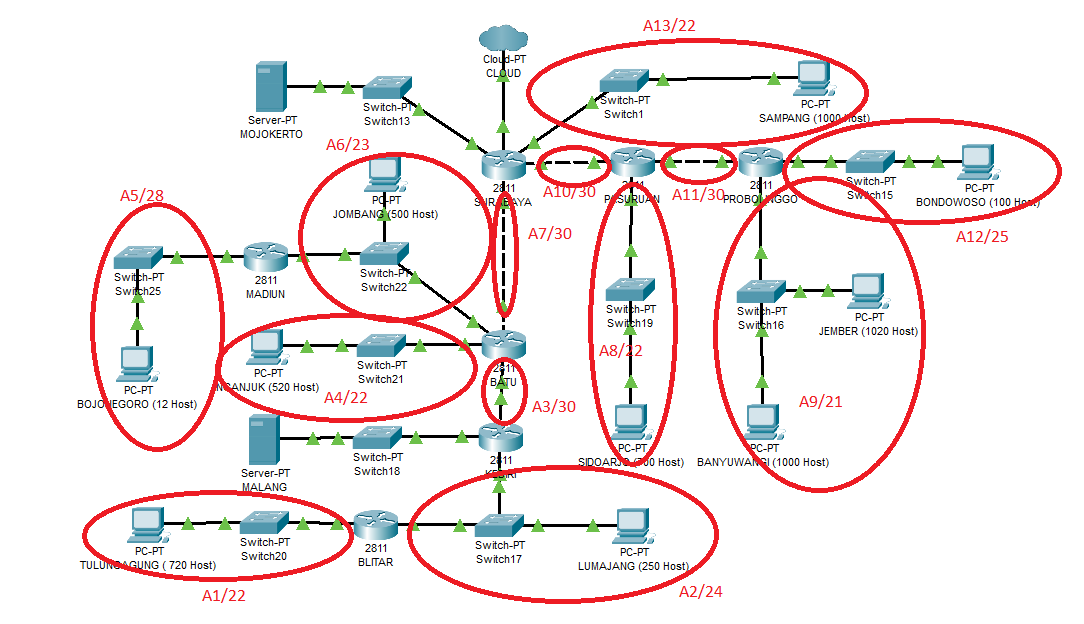 A13/22
Cloud-PT
CLOUD
Switch-PT
Switch13
Server-PT
MOJOKERTO
Switch-PT
Switch1
PC-PT
SAMPANG (1000 Host)
A6/23
2811
SURABAYA
A10/30
2811
PASURUAN
A11/30
2811
PROBOLINGGO
Switch-PT
Switch15
PC-PT
BONDOWOSO (100 Host)
A12/25
A5/28
PC-PT
JOMBANG (500 Host)
A7/30
Switch-PT
Switch25
2811
MADIUN
Switch-PT
Switch22
Switch-PT
Switch19
Switch-PT
Switch16
PC-PT
JEMBER (1020 Host)
A8/22
PC-PT
BOJONEGORO (12 Host)
PC-PT
NGANJUK (520 Host)
Switch-PT
Switch21
A4/22
2811
BATU
A3/30
A9/21
Server-PT
MALANG
Switch-PT
Switch18
2811
KEDIRI
PC-PT
SIDOARJO (700 Host)
PC-PT
BANYUWANGI (1000 Host)
PC-PT
TULUNGAGUNG ( 720 Host)
Switch-PT
Switch20
2811
BLITAR
Switch-PT
Switch17
PC-PT
LUMAJANG (250 Host)
A1/22
A2/24